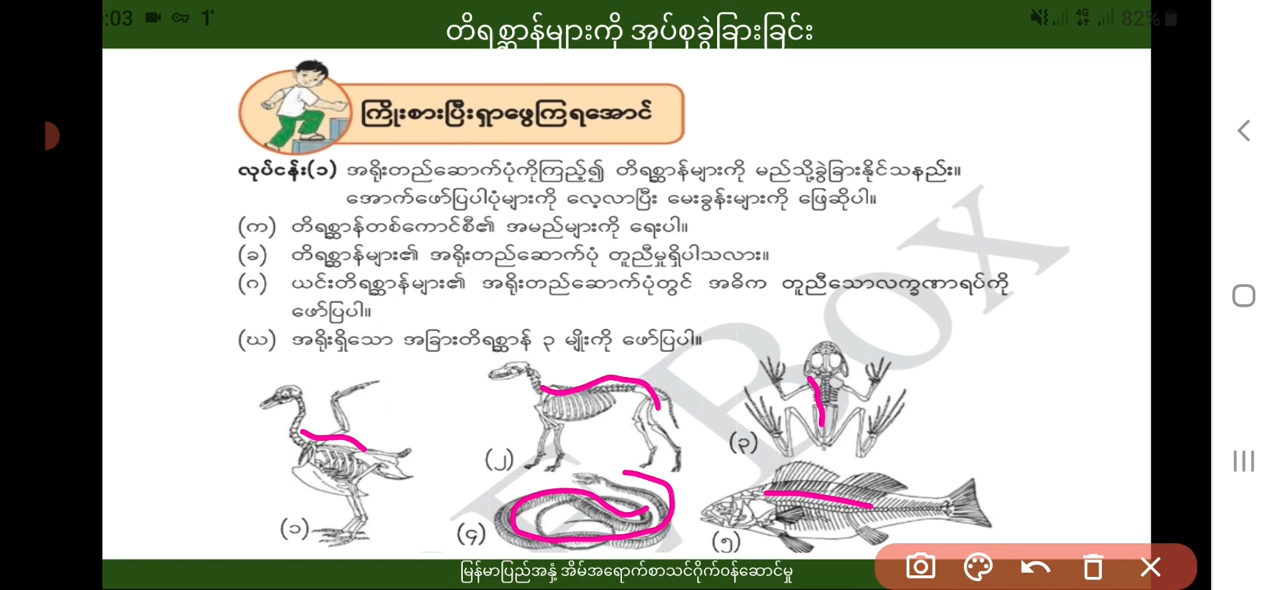 :03
4G
82%
တိရစ္ဆာန်များကို အုပ်စုခွဲခြားခြင်း
ကြိုးစားပြီးရှာဖွေကြရအောင်
လုပ်ငန်း(၁) အရိုးတည်ဆောက်ပုံကိုကြည့်၍ တိရစ္ဆာန်များကို မည်သို့ခွဲခြားနိုင်သနည်း။
အောက်ဖော်ပြပါပုံများကို လေ့လာပြီး မေးခွန်းများကို ဖြေဆိုပါ။
(က) တိရစ္ဆာန်တစ်ကောင်စီ၏ အမည်များကို ရေးပါ။
(ခ) တိရစ္ဆာန်များ၏ အရိုးတည်ဆောက်ပုံ တူညီမှုရှိပါသလား။
(ဂ) ယင်းတိရစ္ဆာန်များ၏ အရိုးတည်ဆောက်ပုံတွင် အဓိက တူညီသောလက္ခဏာရပ်ကို
ဖော်ပြပါ။
(ဃ) အရိုးရှိသော အခြားတိရစ္ဆာန် ၃ မျိုးကို ဖော်ပြပါ။
(၁)
(၂)
(၃)
(၄)
(၅)
Box
မြန်မာပြည်အနှံ့ အိမ်အရောက်စာသင်ဝိုက်ဝန်ဆောင်မှု